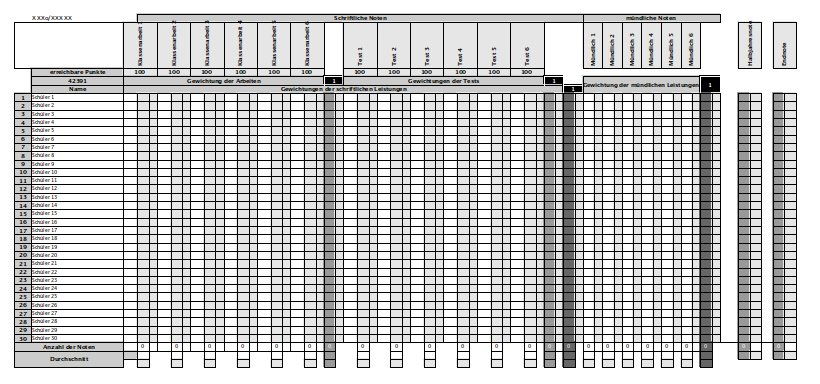 XXXo/XXXXX Schriftliche Noten mündliche Noten
Klassenarbeit 1 Klassenarbeit 2 Klassenarbeit 3 Klassenarbeit 4 Klassenarbeit 5 Klassenarbeit 6 Test 1 Test 2 Test 3 Test 4 Test 5 Test 6 Mündlich 1 Mündlich 2 Mündlich 3 Mündlich 4 Mündlich 5 Mündlich 6 Halbjahresnote Endnote
erreichbare Punkte 100 100 100 100 100 100 100 100 100 100 100 100
42391 Gewichtung der Arbeiten 1 Gewichtungen der Tests 1 Gewichtung der mündlichen Leistungen 1
Name Gewichtungen der schriftlichen Leistungen 1
1 Schüler 1
2 Schüler 2
3 Schüler 3
4 Schüler 4
5 Schüler 5
6 Schüler 6
7 Schüler 7
8 Schüler 8
9 Schüler 9
10 Schüler 10
11 Schüler 11
12 Schüler 12
13 Schüler 13
14 Schüler 14
15 Schüler 15
16 Schüler 16
17 Schüler 17
18 Schüler 18
19 Schüler 19
20 Schüler 20
21 Schüler 21
22 Schüler 22
23 Schüler 23
24 Schüler 24
25 Schüler 25
26 Schüler 26
27 Schüler 27
28 Schüler 28
29 Schüler 29
30 Schüler 30
Anzahl der Noten 0 0 0 0 0 0 0 0 0 0 0 0 0 0 0 0 0 0 0 0 0 0 0 0
Durchschnitt